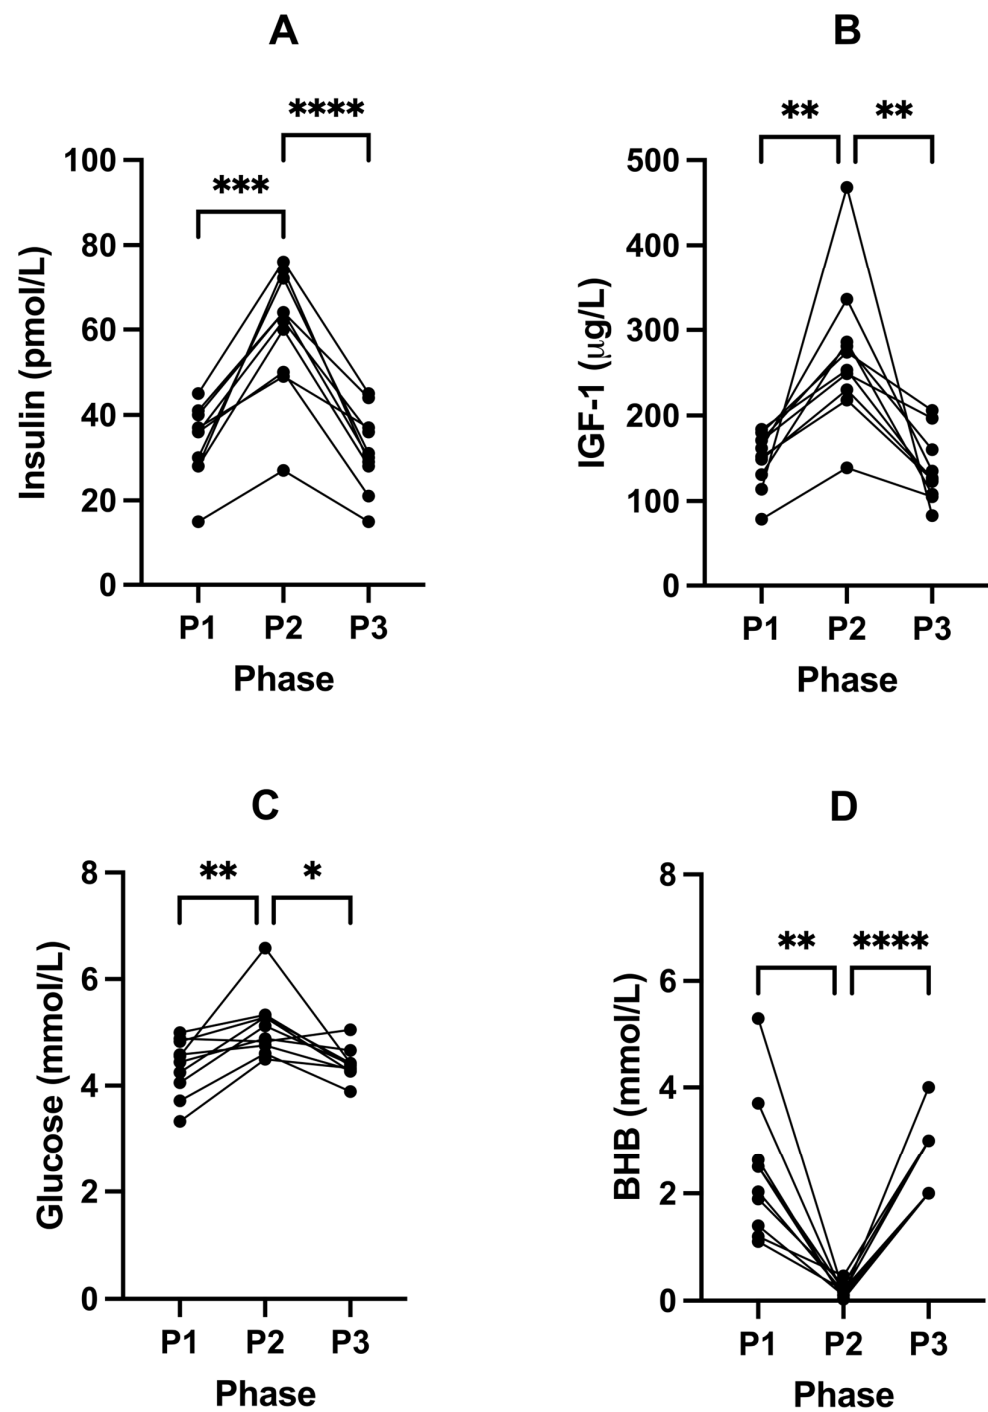 A
****
***
100
80
60
40
20
0
Insulin (pmol/L)
P1 P2 P3
Phase
B
** **
500
400
300
200
100
0
IGF-1 (μg/L)
P1 P2 P3
Phase
C
** *
8
6
4
2
0
Glucose (mmol/L)
P1 P2 P3
Phase
D
** ****
8
6
4
2
0
BHB (mmol/L)
P1 P2 P3
Phase